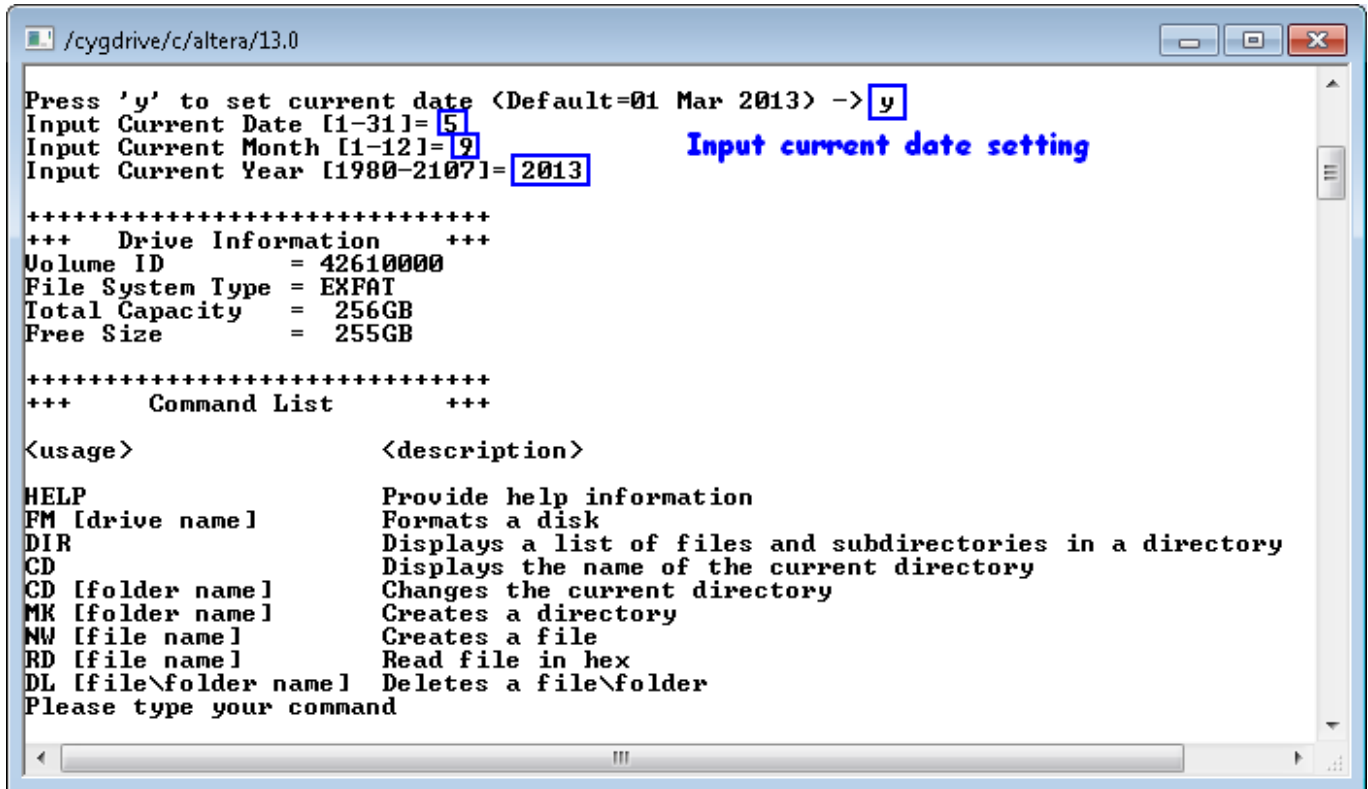 /cygdrive/c/altera/13.0
Press 'y' to set current date (Default=01 Mar 2013) -> y
Input Current Date [1-31]= 5
Input Current Month [1-12]= 9
Input current date setting
Input Current Year [1980-2107]= 2013
++++++++++++++++++++++++++++++
+++   Drive Information    +++
Volume ID        = 42610000
File System Type = EXFAT
Total Capacity   =  256GB
Free Size        =  255GB
++++++++++++++++++++++++++++++
+++     Command List       +++
<usage>                <description>
HELP                   Provide help information
FM [drive name]        Formats a disk
DIR                    Displays a list of files and subdirectories in a directory
CD                     Displays the name of the current directory
CD [folder name]       Changes the current directory
MK [folder name]       Creates a directory
NW [file name]         Creates a file
RD [file name]         Read file in hex
DL [file\folder name]  Deletes a file\folder
Please type your command